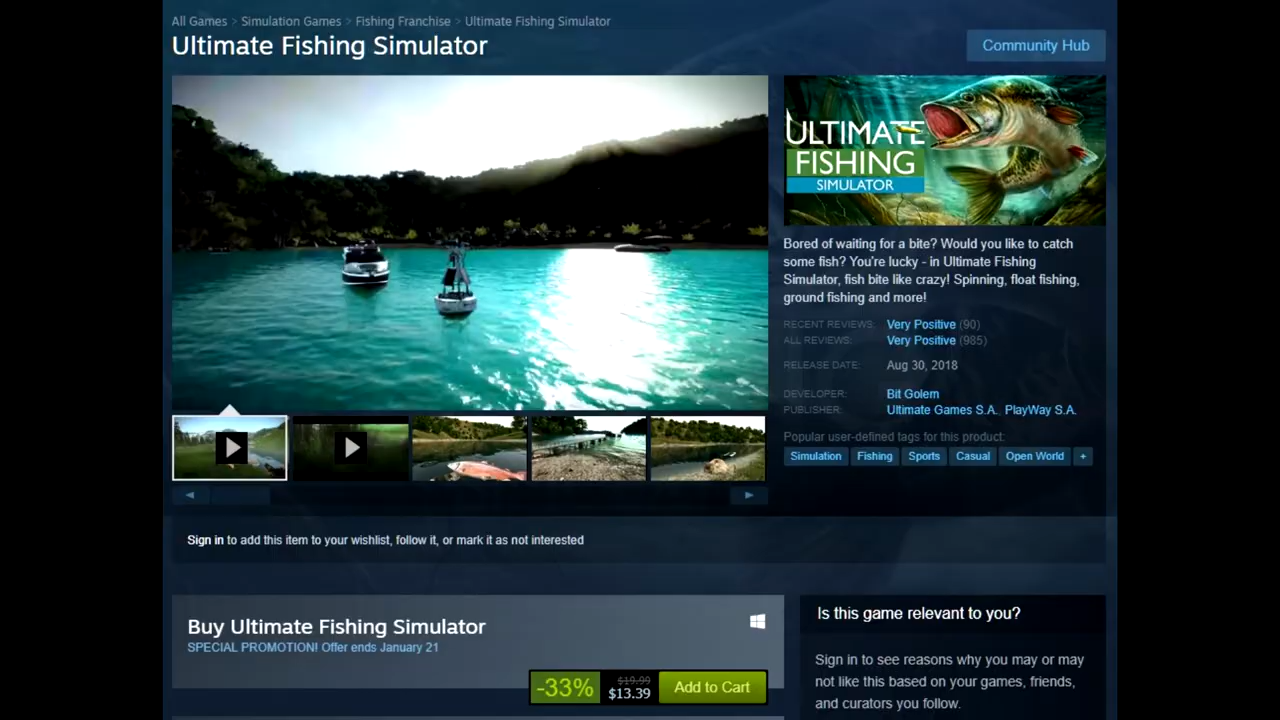 All Games > Simulation Games > Fishing Franchise > Ultimate Fishing Simulator
Ultimate Fishing Simulator
Community Hub
ULTIMATE
FISHING
SIMULATOR
Bored of waiting for a bite? Would you like to catch
some fish? You're lucky - in Ultimate Fishing
Simulator, fish bite like crazy! Spinning, float fishing,
ground fishing and more!
RECENT REVIEWS: Very Positive (90)
ALL REVIEWS: Very Positive (985)
RELEASE DATE: Aug 30, 2018
DEVELOPER: Bit Golem
PUBLISHER: Ultimate Games S.A., PlayWay S.A.
Popular user-defined tags for this product:
Simulation Fishing Sports Casual Open World +
Sign in to add this item to your wishlist, follow it, or mark it as not interested
Buy Ultimate Fishing Simulator
SPECIAL PROMOTION! Offer ends January 21
-33% $19.99 $13.39 Add to Cart
Is this game relevant to you?
Sign in to see reasons why you may or may
not like this based on your games, friends,
and curators you follow.